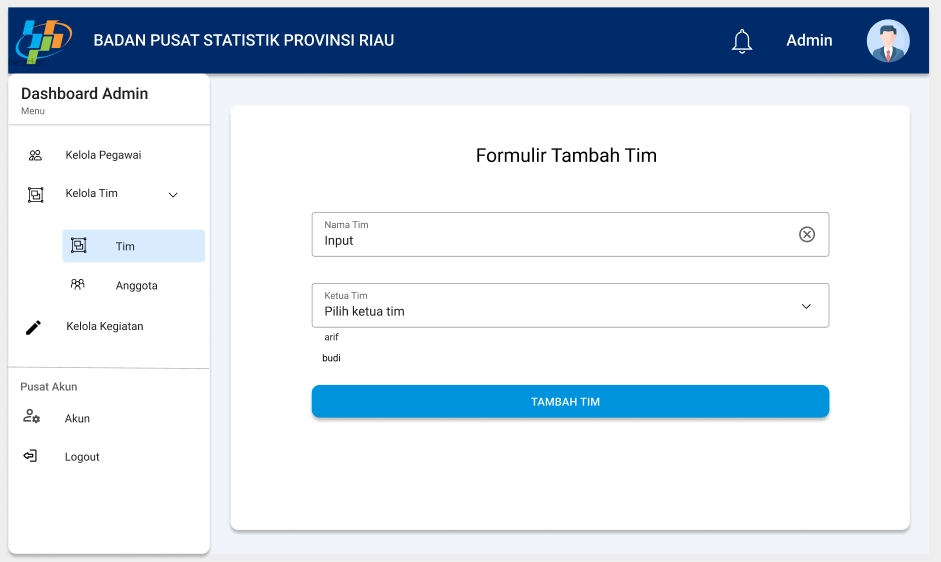 BADAN PUSAT STATISTIK PROVINSI RIAU
Admin
Dashboard Admin
Menu
Kelola Pegawai
Kelola Tim
Tim
Anggota
Kelola Kegiatan
Pusat Akun
Akun
Logout
Formulir Tambah Tim
Nama Tim
Input
Ketua Tim
Pilih ketua tim
arif
budi
TAMBAH TIM